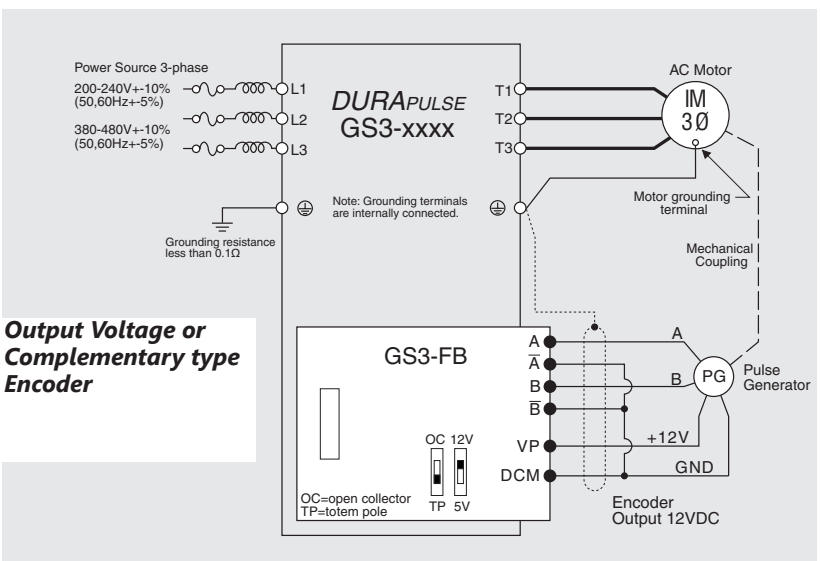 Power Source 3-phase
200-240V+-10%
(50,60Hz+-5%)
380-480V+-10%
(50,60Hz+-5%)
L1
L2
L3
DURAPULSE
GS3-xxxx
T1
T2
T3
AC Motor
IM
3Ø
Note: Grounding terminals
are internally connected.
Motor grounding
terminal
Grounding resistance
less than 0.1Ω
Mechanical
Coupling
Output Voltage or
Complementary type
Encoder
GS3-FB
A
A̅
B
B̅
VP
DCM
A
B
+12V
GND
PG
Pulse
Generator
OC 12V
TP 5V
OC=open collector
TP=totem pole
Encoder
Output 12VDC